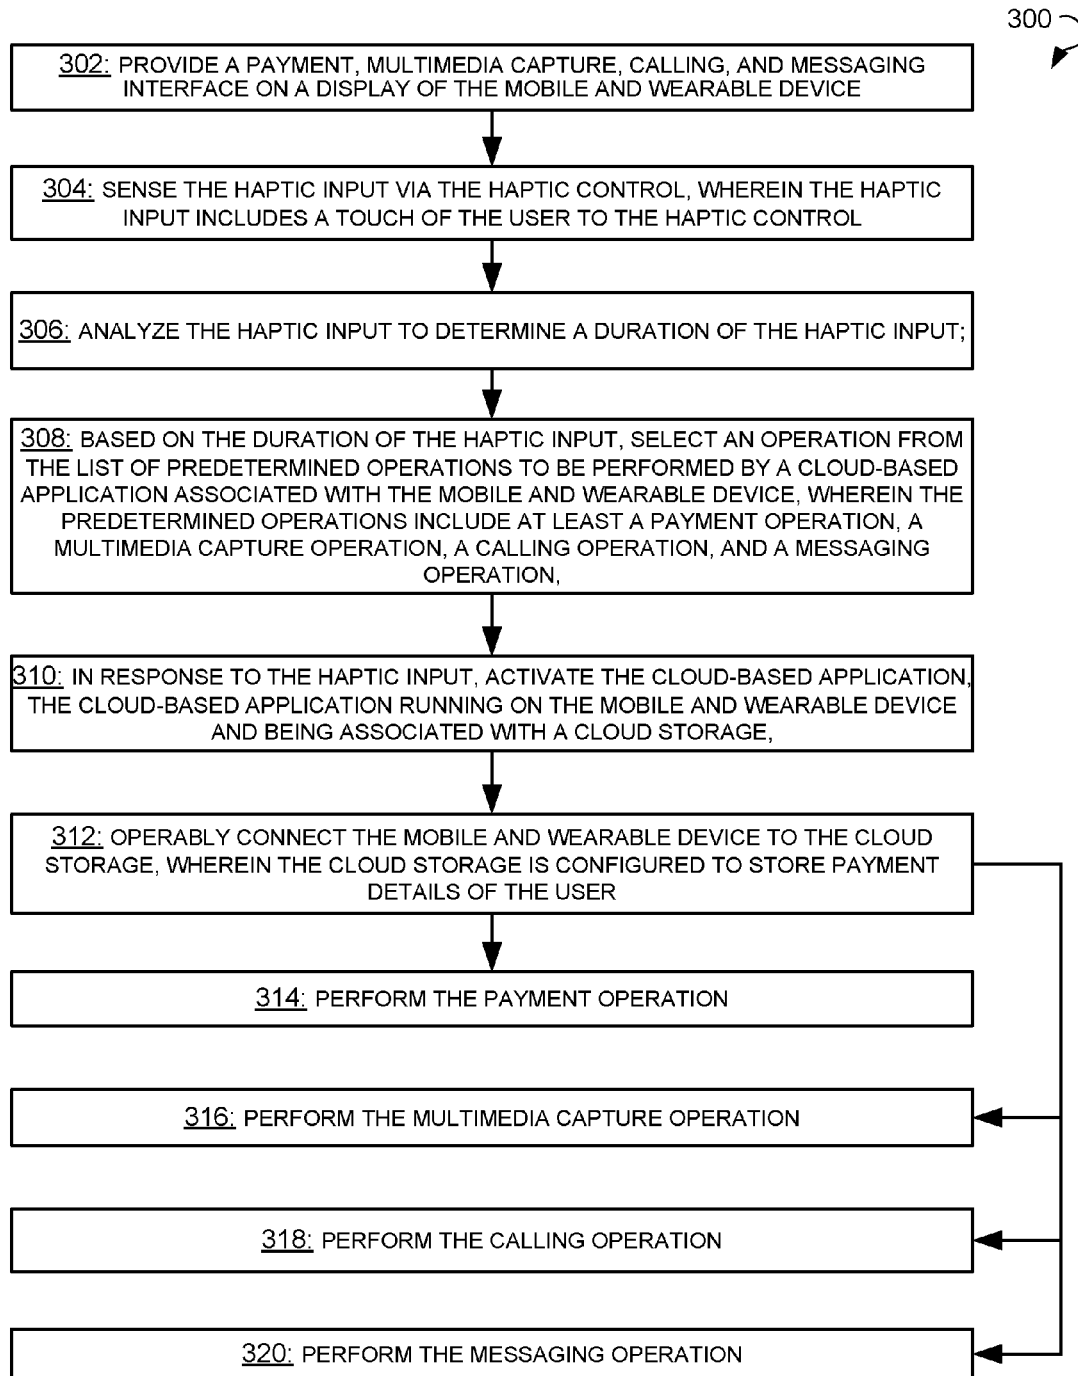 300
302: PROVIDE A PAYMENT, MULTIMEDIA CAPTURE, CALLING, AND MESSAGING
INTERFACE ON A DISPLAY OF THE MOBILE AND WEARABLE DEVICE
304: SENSE THE HAPTIC INPUT VIA THE HAPTIC CONTROL, WHEREIN THE HAPTIC
INPUT INCLUDES A TOUCH OF THE USER TO THE HAPTIC CONTROL
306: ANALYZE THE HAPTIC INPUT TO DETERMINE A DURATION OF THE HAPTIC INPUT;
308: BASED ON THE DURATION OF THE HAPTIC INPUT, SELECT AN OPERATION FROM
THE LIST OF PREDETERMINED OPERATIONS TO BE PERFORMED BY A CLOUD-BASED
APPLICATION ASSOCIATED WITH THE MOBILE AND WEARABLE DEVICE, WHEREIN THE
PREDETERMINED OPERATIONS INCLUDE AT LEAST A PAYMENT OPERATION, A
MULTIMEDIA CAPTURE OPERATION, A CALLING OPERATION, AND A MESSAGING
OPERATION,
310: IN RESPONSE TO THE HAPTIC INPUT, ACTIVATE THE CLOUD-BASED APPLICATION,
THE CLOUD-BASED APPLICATION RUNNING ON THE MOBILE AND WEARABLE DEVICE
AND BEING ASSOCIATED WITH A CLOUD STORAGE,
312: OPERABLY CONNECT THE MOBILE AND WEARABLE DEVICE TO THE CLOUD
STORAGE, WHEREIN THE CLOUD STORAGE IS CONFIGURED TO STORE PAYMENT
DETAILS OF THE USER
314: PERFORM THE PAYMENT OPERATION
316: PERFORM THE MULTIMEDIA CAPTURE OPERATION
318: PERFORM THE CALLING OPERATION
320: PERFORM THE MESSAGING OPERATION